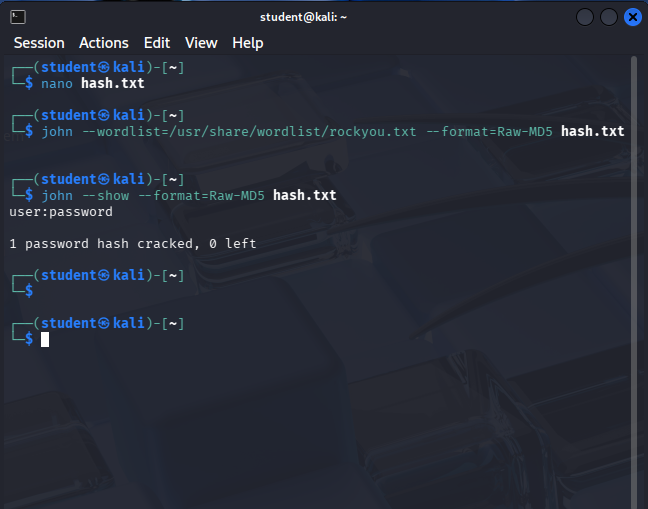 student@kali: ~
Session Actions Edit View Help
┌──(student㉿kali)-[~]
└─$ nano hash.txt
┌──(student㉿kali)-[~]
└─$ john --wordlist=/usr/share/wordlist/rockyou.txt --format=Raw-MD5 hash.txt
┌──(student㉿kali)-[~]
└─$ john --show --format=Raw-MD5 hash.txt
user:password
1 password hash cracked, 0 left
┌──(student㉿kali)-[~]
└─$
┌──(student㉿kali)-[~]
└─$